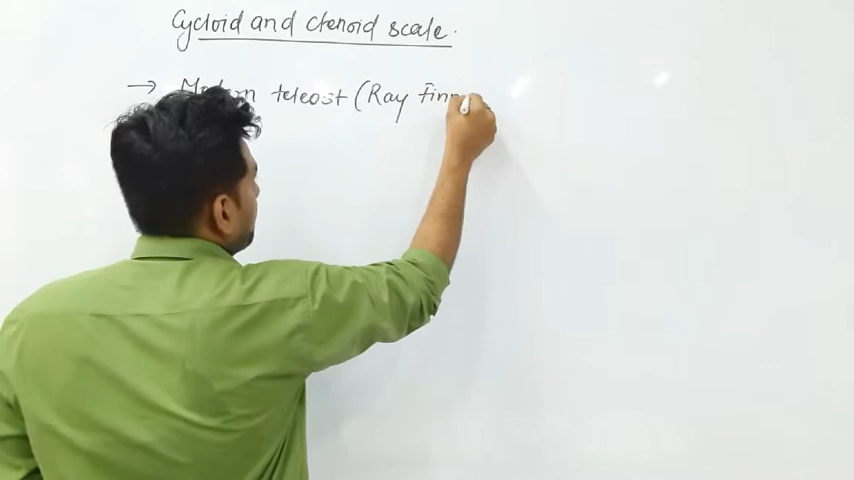 Cycloid and ctenoid scale.
→ Modern teleost (Ray finn